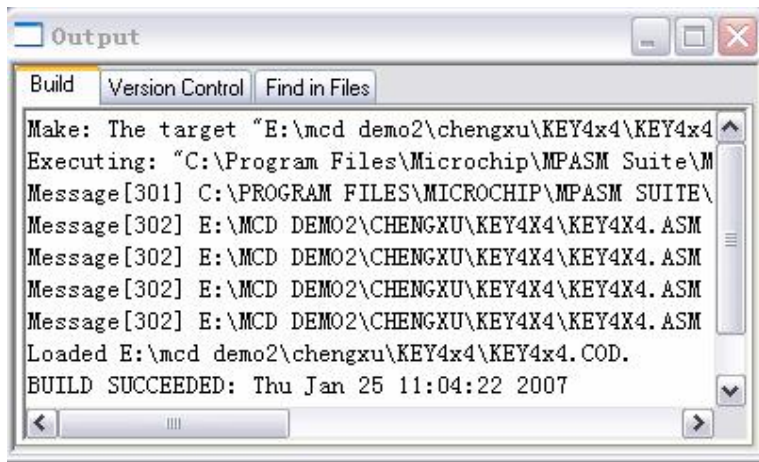 Output
Build Version Control Find in Files
Make: The target "E:\mcd demo2\chengxu\KEY4x4\KEY4x4
Executing: "C:\Program Files\Microchip\MPASM Suite\M
Message[301] C:\PROGRAM FILES\MICROCHIP\MPASM SUITE\
Message[302] E:\MCD DEMO2\CHENGXU\KEY4X4\KEY4X4.ASM
Message[302] E:\MCD DEMO2\CHENGXU\KEY4X4\KEY4X4.ASM
Message[302] E:\MCD DEMO2\CHENGXU\KEY4X4\KEY4X4.ASM
Message[302] E:\MCD DEMO2\CHENGXU\KEY4X4\KEY4X4.ASM
Loaded E:\mcd demo2\chengxu\KEY4x4\KEY4x4.COD.
BUILD SUCCEEDED: Thu Jan 25 11:04:22 2007